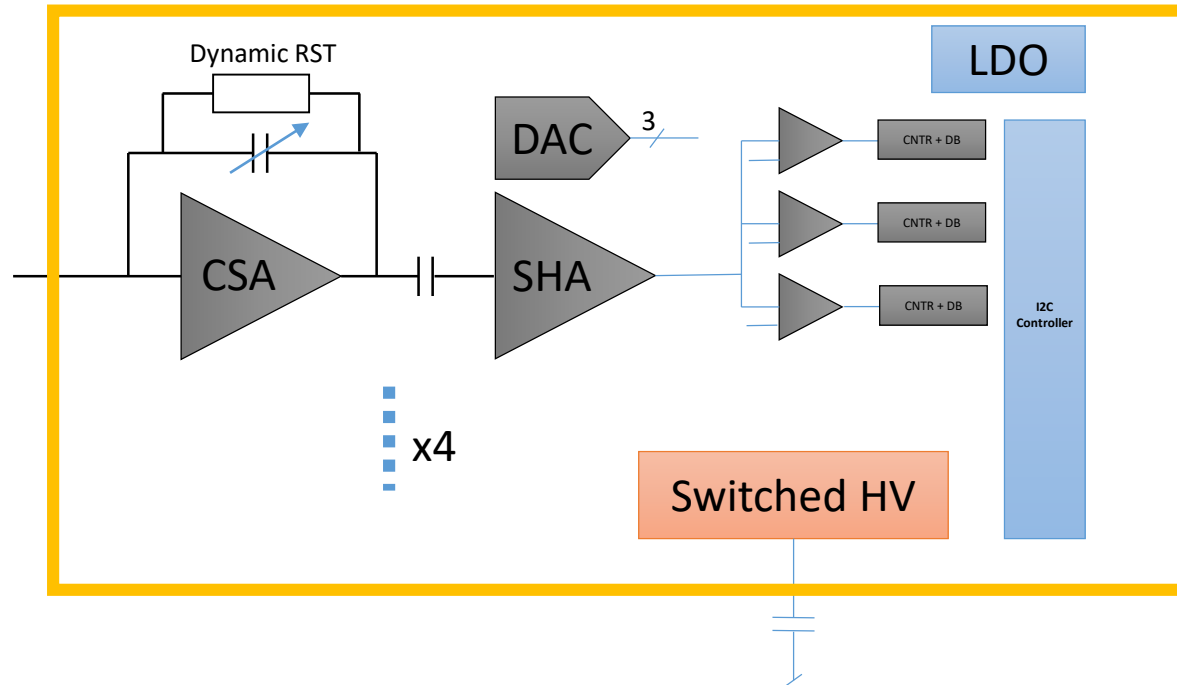 Dynamic RST
LDO
DAC
3
CNTR + DB
CNTR + DB
CSA
SHA
CNTR + DB
I2C
Controller
x4
Switched HV